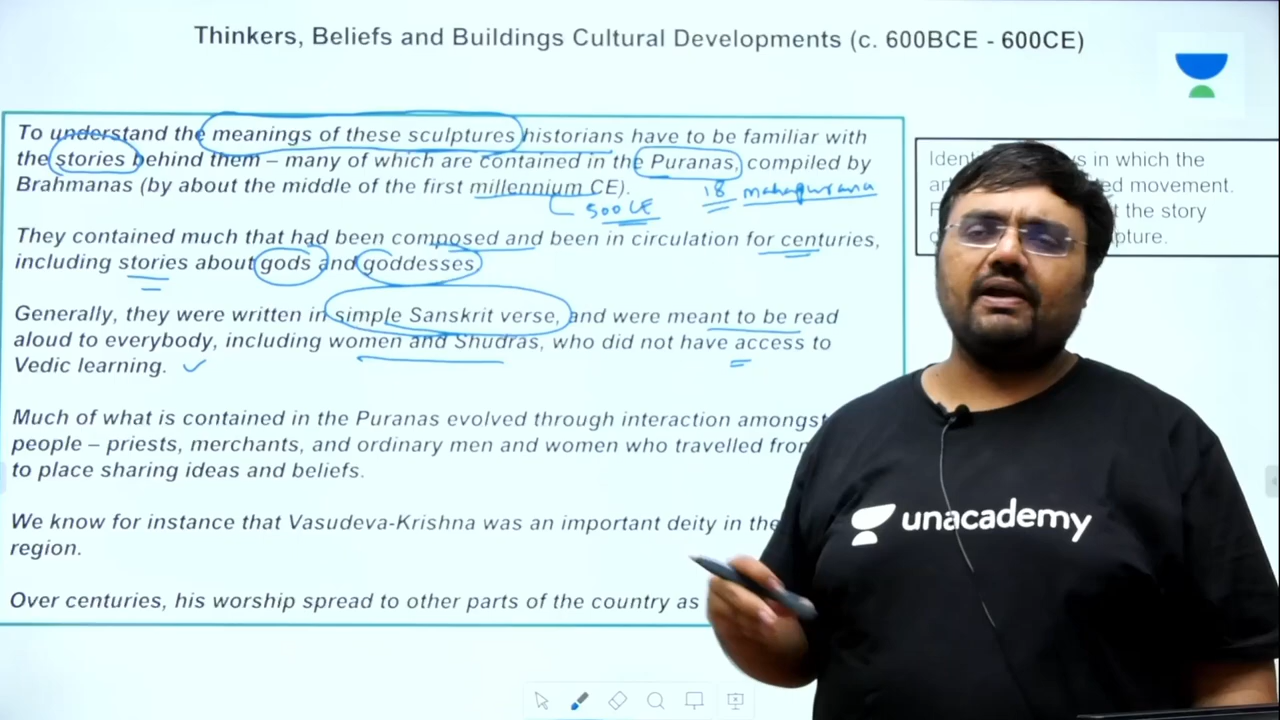 Thinkers, Beliefs and Buildings Cultural Developments (c. 600BCE - 600CE)
To understand the meanings of these sculptures historians have to be familiar with
the stories behind them – many of which are contained in the Puranas, compiled by
Brahmanas (by about the middle of the first millennium CE).
18 mahapurana
500 CE
They contained much that had been composed and been in circulation for centuries,
including stories about gods and goddesses
Generally, they were written in simple Sanskrit verse, and were meant to be read
aloud to everybody, including women and Shudras, who did not have access to
Vedic learning.
Much of what is contained in the Puranas evolved through interaction amongst
people – priests, merchants, and ordinary men and women who travelled
to place sharing ideas and beliefs.
We know for instance that Vasudeva-Krishna was an important deity in the
region.
Over centuries, his worship spread to other parts of the country as
in which the
movement.
the story
unacademy